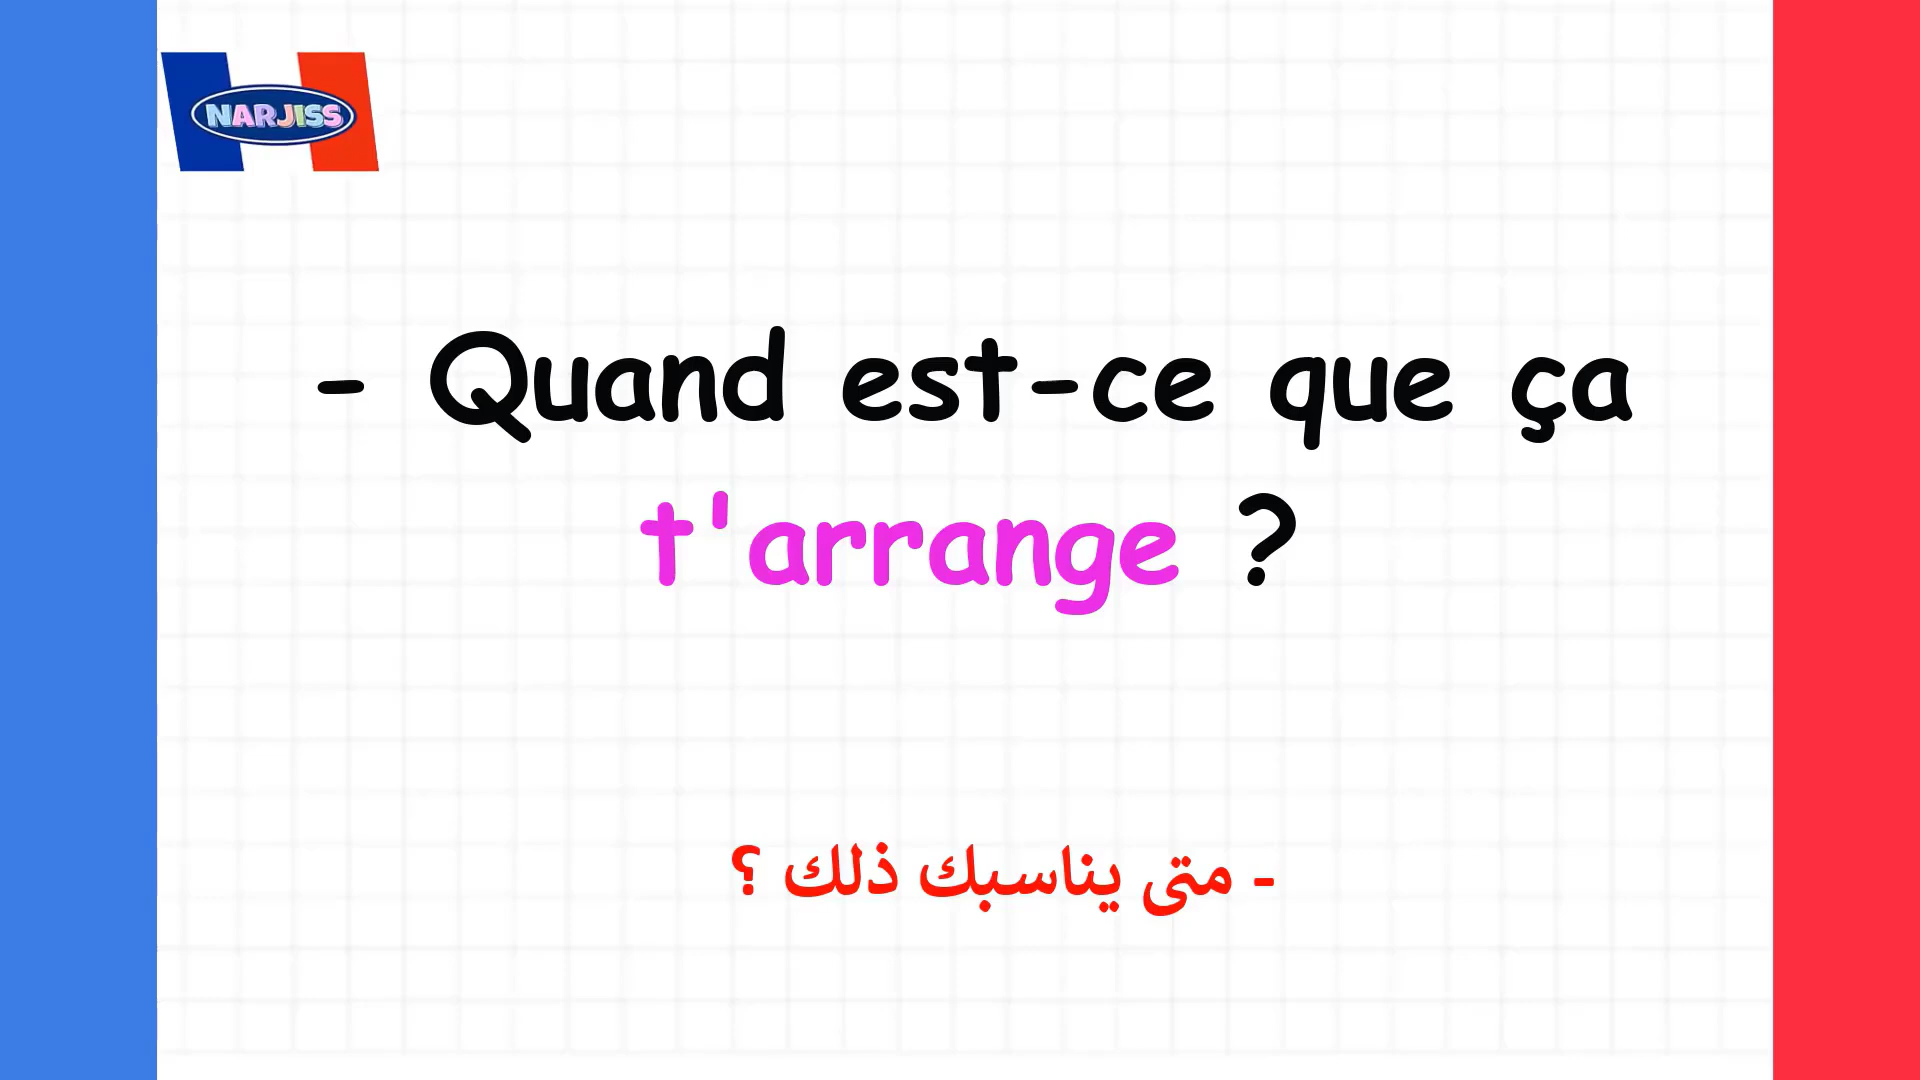 NARJISS
- Quand est-ce que ça
t'arrange ?
- متى يناسبك ذلك ؟